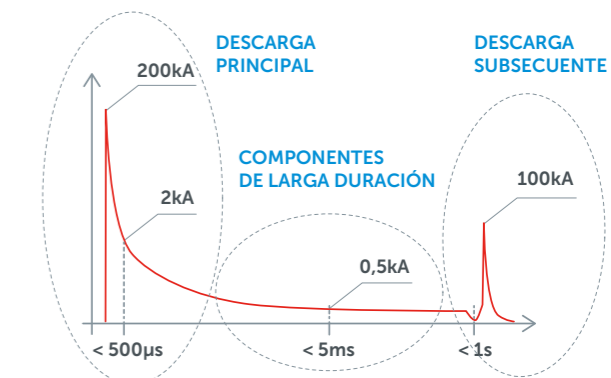 DESCARGA
PRINCIPAL
DESCARGA
SUBSECUENTE
200kA
COMPONENTES
DE LARGA DURACIÓN
2kA
100kA
0,5kA
< 500µs
< 5ms
< 1s